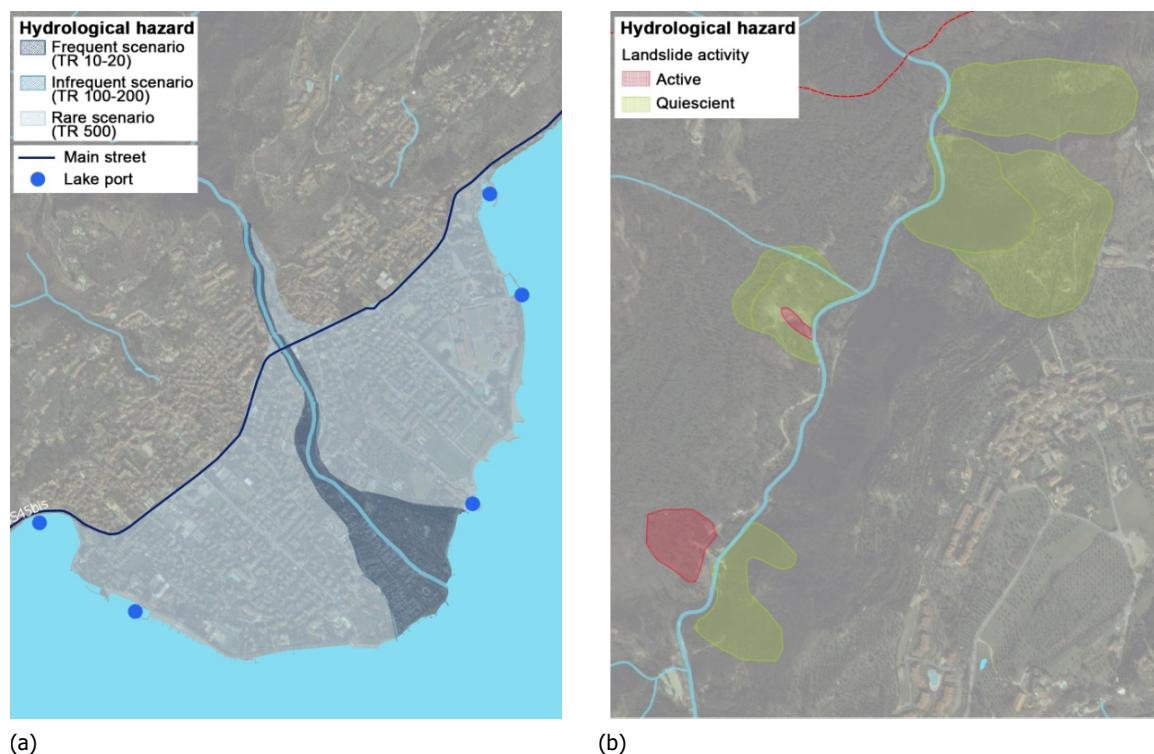 Hydrological hazard
Frequent scenario
(TR 10-20)
Infrequent scenario
(TR 100-200)
Rare scenario
(TR 500)
Main street
Lake port
S45bis
(a)
Hydrological hazard
Landslide activity
Active
Quiescient
(b)